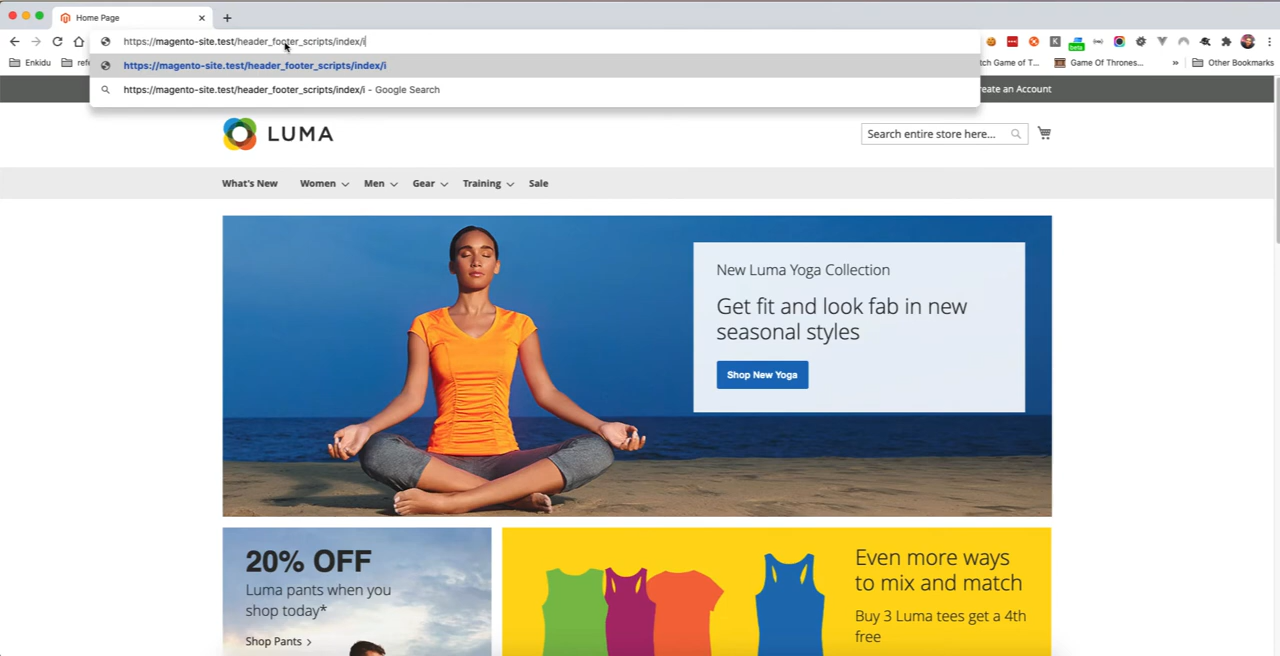 Home Page
https://magento-site.test/header_footer_scripts/index/i
https://magento-site.test/header_footer_scripts/index/i
https://magento-site.test/header_footer_scripts/index/i - Google Search
beta
Enkidu
refe
tch Game of T...
Game Of Thrones...
»
Other Bookmarks
eate an Account
LUMA
Search entire store here...
What's New
Women
Men
Gear
Training
Sale
New Luma Yoga Collection
Get fit and look fab in new
seasonal styles
Shop New Yoga
20% OFF
Luma pants when you
shop today*
Shop Pants >
Even more ways
to mix and match
Buy 3 Luma tees get a 4th
free